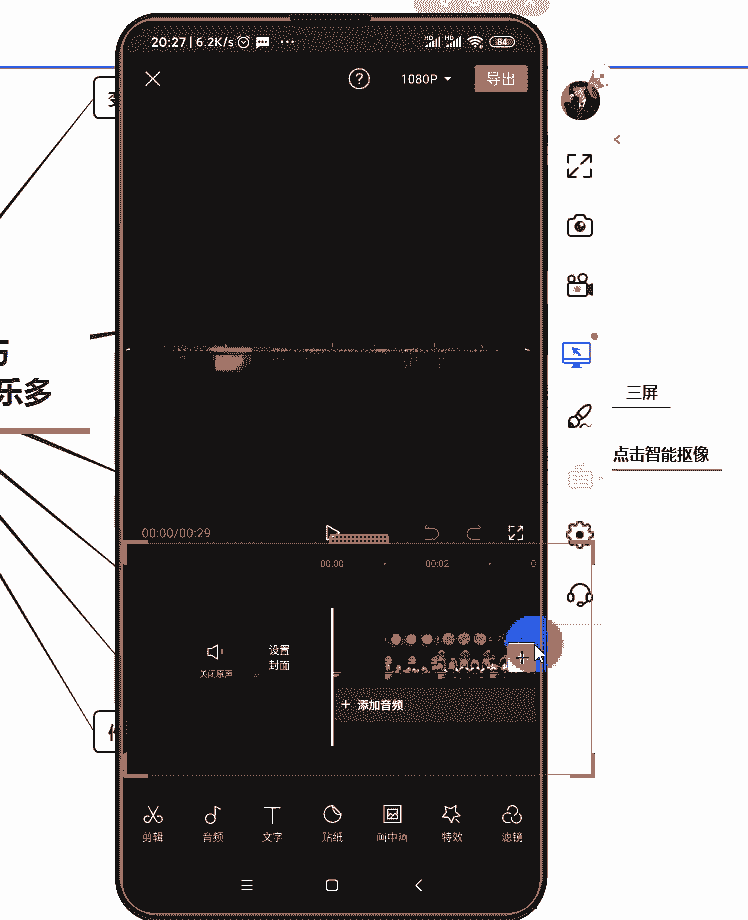 20:27 | 6.2K/s
84
1080P
导出
乐多
三屏
点击智能抠像
00:00/00:29
00:00
00:02
0
设置
封面
关闭原声
+ 添加音频
剪辑
音频
文字
贴纸
画中画
特效
滤镜